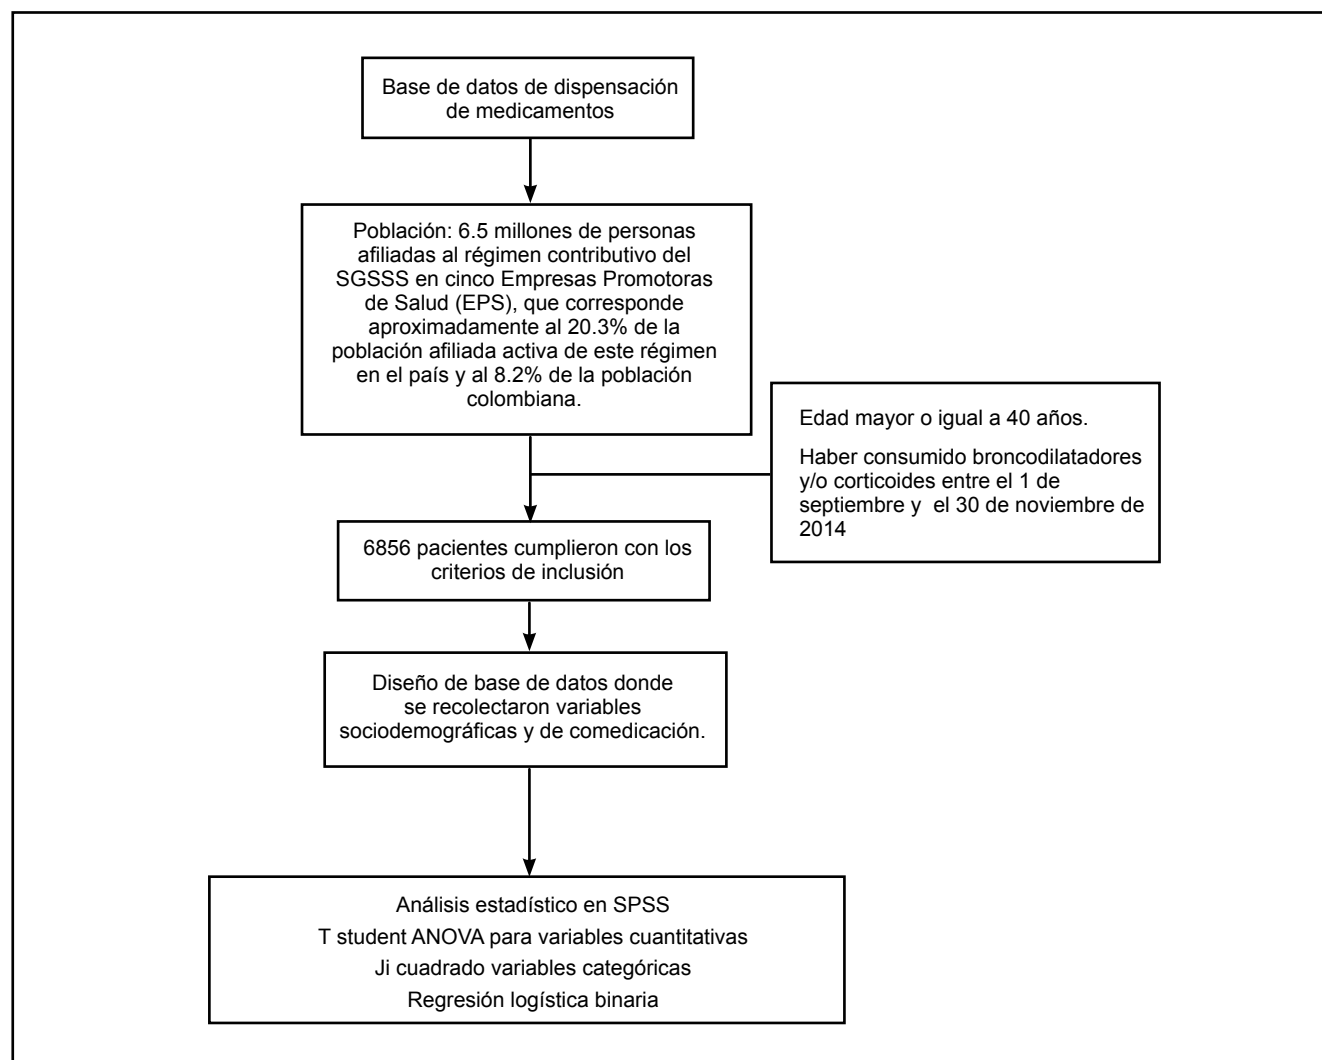 Base de datos de dispensación
de medicamentos
Población: 6.5 millones de personas
afiliadas al régimen contributivo del
SGSSS en cinco Empresas Promotoras
de Salud (EPS), que corresponde
aproximadamente al 20.3% de la
población afiliada activa de este régimen
en el país y al 8.2% de la población
colombiana.
Edad mayor o igual a 40 años.
Haber consumido broncodilatadores
y/o corticoides entre el 1 de
septiembre y el 30 de noviembre de
2014
6856 pacientes cumplieron con los
criterios de inclusión
Diseño de base de datos donde
se recolectaron variables
sociodemográficas y de comedicación.
Análisis estadístico en SPSS
T student ANOVA para variables cuantitativas
Ji cuadrado variables categóricas
Regresión logística binaria